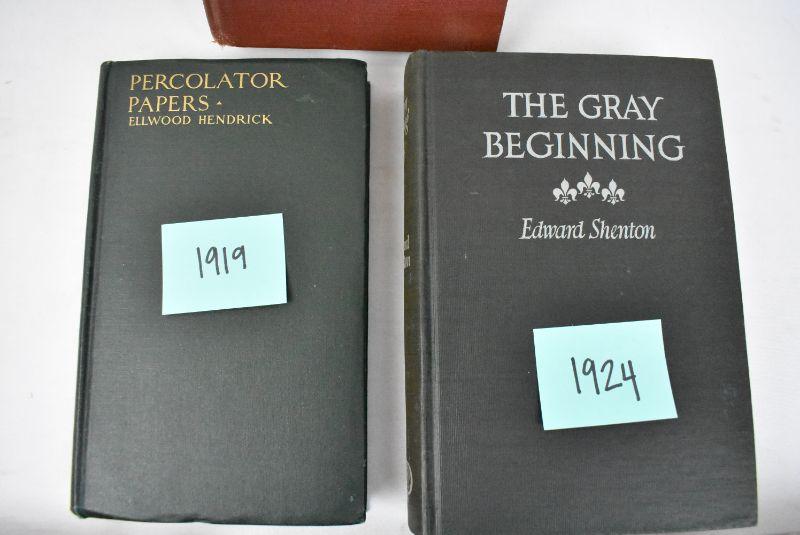 PERCOLATOR
PAPERS
ELLWOOD HENDRICK
1919
THE GRAY
BEGINNING
Edward Shenton
1924